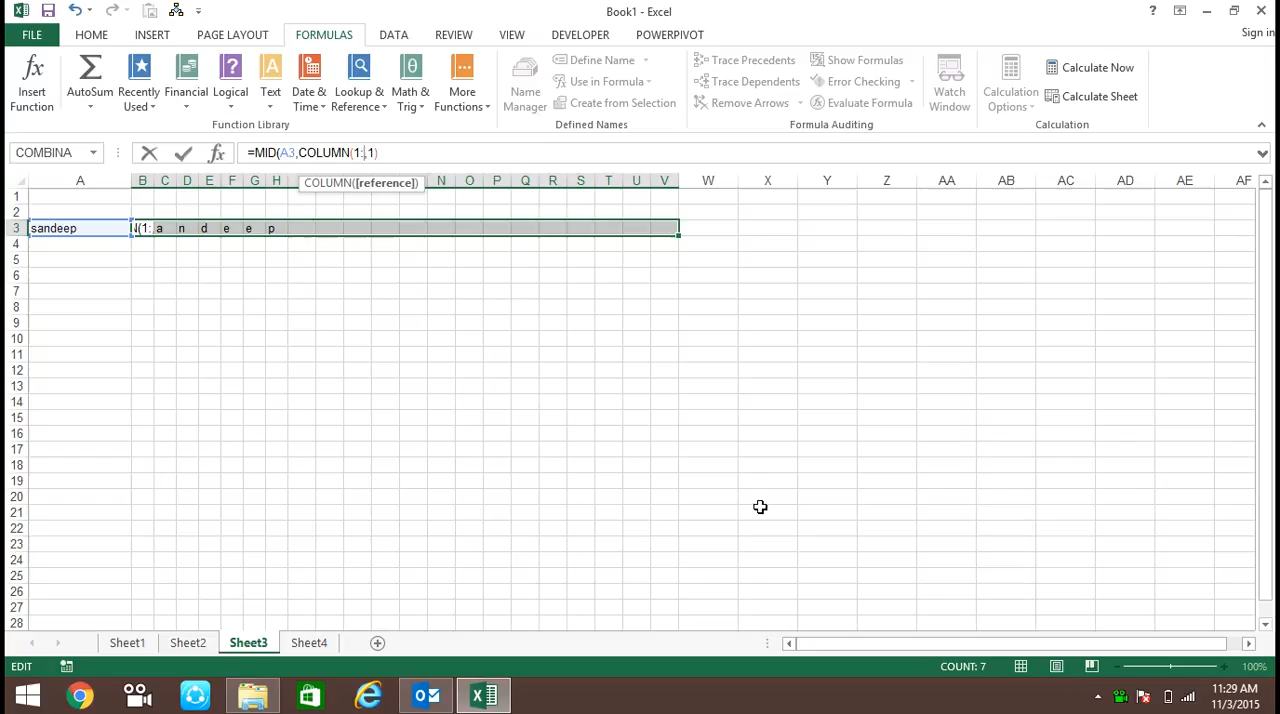 Book1 - Excel
?
FILE HOME INSERT PAGE LAYOUT FORMULAS DATA REVIEW VIEW DEVELOPER POWERPIVOT Sign in
Insert Function
AutoSum
Recently Used
Financial
Logical
Text
Date & Time
Lookup & Reference
Math & Trig
More Functions
Function Library
Name Manager
Define Name
Use in Formula
Create from Selection
Defined Names
Trace Precedents
Trace Dependents
Remove Arrows
Show Formulas
Error Checking
Evaluate Formula
Formula Auditing
Watch Window
Calculation Options
Calculate Now
Calculate Sheet
Calculation
COMBINA fx =MID(A3,COLUMN(1:,1)
COLUMN([reference])
A B C D E F G H N O P Q R S T U V W X Y Z AA AB AC AD AE AF
1
2
3 sandeep N(1:, a n d e e p
4
5
6
7
8
9
10
11
12
13
14
15
16
17
18
19
20
21
22
23
24
25
26
27
28
Sheet1 Sheet2 Sheet3 Sheet4
EDIT COUNT: 7 100%
11:29 AM
11/3/2015